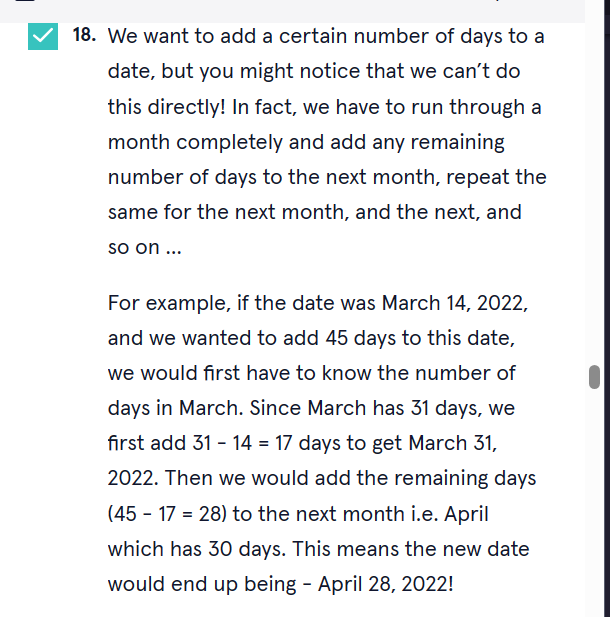 18. We want to add a certain number of days to a
date, but you might notice that we can’t do
this directly! In fact, we have to run through a
month completely and add any remaining
number of days to the next month, repeat the
same for the next month, and the next, and
so on ...
For example, if the date was March 14, 2022,
and we wanted to add 45 days to this date,
we would first have to know the number of
days in March. Since March has 31 days, we
first add 31 - 14 = 17 days to get March 31,
2022. Then we would add the remaining days
(45 - 17 = 28) to the next month i.e. April
which has 30 days. This means the new date
would end up being - April 28, 2022!